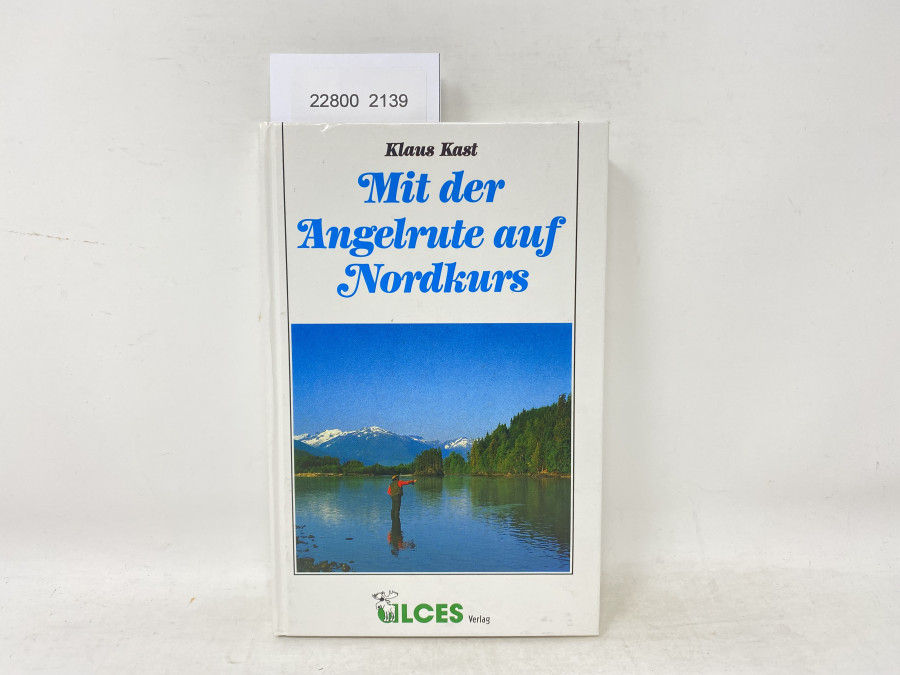 22800 2139
Klaus Kast
Mit der
Angelrute auf
Nordkurs
ULCES Verlag